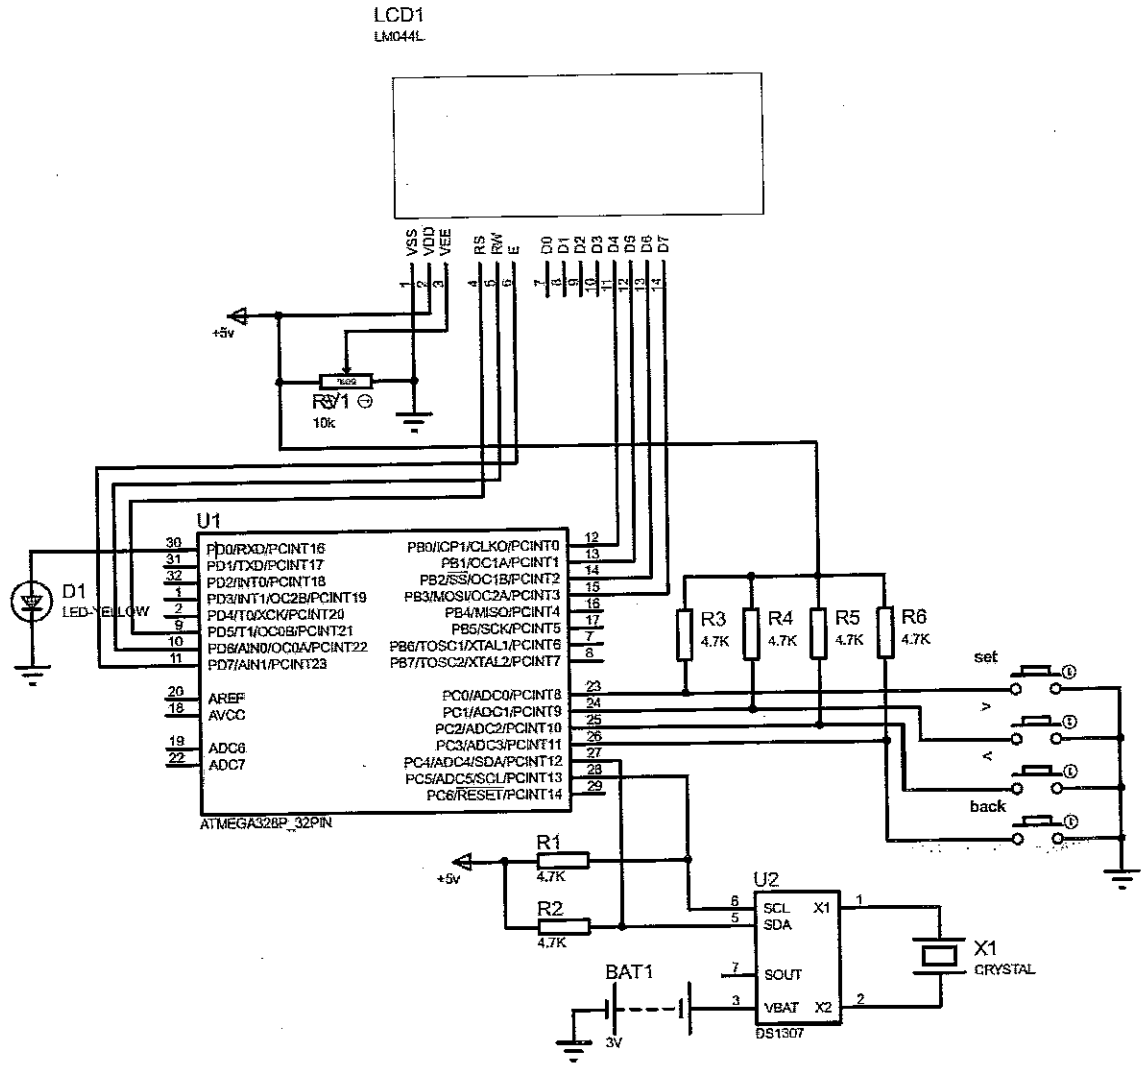 LCD1
LM044L
VSS
VDD
VEE
RS
RW
E
D0
D1
D2
D3
D4
D5
D6
D7
1
2
3
4
5
6
7
8
9
10
11
12
13
14
+5v
RV1
10k
U1
30 PD0/RXD/PCINT16
31 PD1/TXD/PCINT17
32 PD2/INT0/PCINT18
1 PD3/INT1/OC2B/PCINT19
2 PD4/T0/XCK/PCINT20
9 PD5/T1/OC0B/PCINT21
10 PD6/AIN0/OC0A/PCINT22
11 PD7/AIN1/PCINT23
20 AREF
18 AVCC
19 ADC6
22 ADC7
PB0/ICP1/CLKO/PCINT0 12
PB1/OC1A/PCINT1 13
PB2/SS/OC1B/PCINT2 14
PB3/MOSI/OC2A/PCINT3 15
PB4/MISO/PCINT4 16
PB5/SCK/PCINT5 17
PB6/TOSC1/XTAL1/PCINT6 7
PB7/TOSC2/XTAL2/PCINT7 8
PC0/ADC0/PCINT8 23
PC1/ADC1/PCINT9 24
PC2/ADC2/PCINT10 25
PC3/ADC3/PCINT11 26
PC4/ADC4/SDA/PCINT12 27
PC5/ADC5/SCL/PCINT13 28
PC6/RESET/PCINT14 29
ATMEGA328P_32PIN
D1
LED-YELLOW
R3
4.7K
R4
4.7K
R5
4.7K
R6
4.7K
set
>
<
back
+5v
R1
4.7K
R2
4.7K
U2
6 SCL
5 SDA
7 SOUT
3 VBAT
X1 1
X2 2
DS1307
X1
CRYSTAL
BAT1
3V